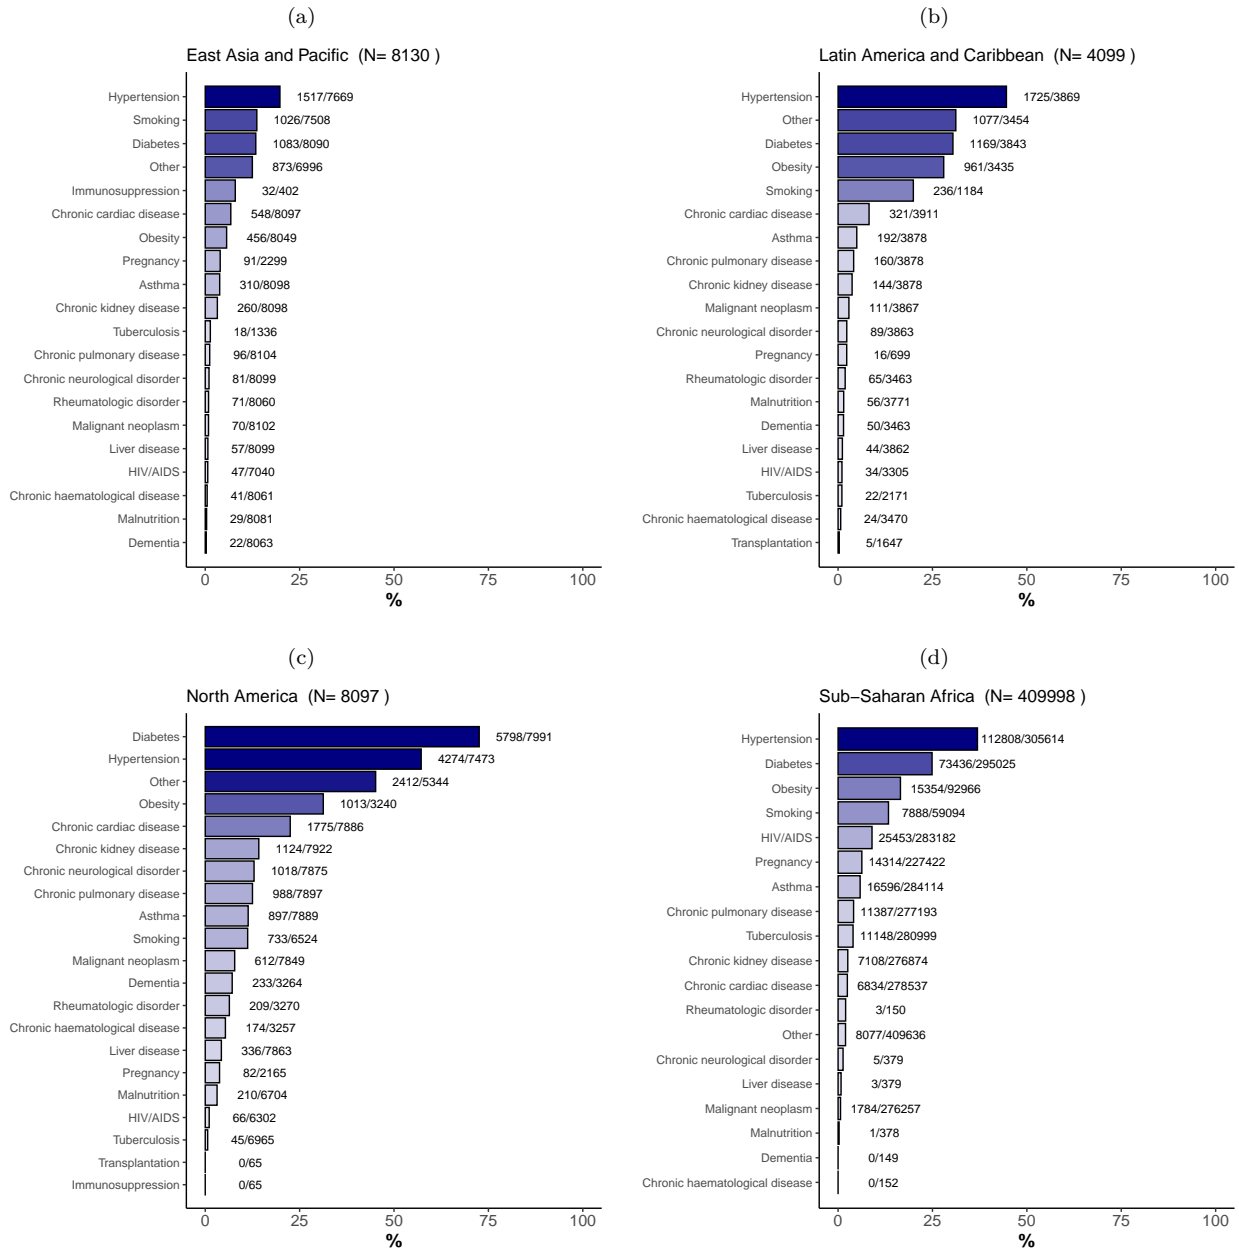 (a)
East Asia and Pacific (N= 8130 )
Hypertension 1517/7669
Smoking 1026/7508
Diabetes 1083/8090
Other 873/6996
Immunosuppression 32/402
Chronic cardiac disease 548/8097
Obesity 456/8049
Pregnancy 91/2299
Asthma 310/8098
Chronic kidney disease 260/8098
Tuberculosis 18/1336
Chronic pulmonary disease 96/8104
Chronic neurological disorder 81/8099
Rheumatologic disorder 71/8060
Malignant neoplasm 70/8102
Liver disease 57/8099
HIV/AIDS 47/7040
Chronic haematological disease 41/8061
Malnutrition 29/8081
Dementia 22/8063
0 25 50 75 100
%
(b)
Latin America and Caribbean (N= 4099 )
Hypertension 1725/3869
Other 1077/3454
Diabetes 1169/3843
Obesity 961/3435
Smoking 236/1184
Chronic cardiac disease 321/3911
Asthma 192/3878
Chronic pulmonary disease 160/3878
Chronic kidney disease 144/3878
Malignant neoplasm 111/3867
Chronic neurological disorder 89/3863
Pregnancy 16/699
Rheumatologic disorder 65/3463
Malnutrition 56/3771
Dementia 50/3463
Liver disease 44/3862
HIV/AIDS 34/3305
Tuberculosis 22/2171
Chronic haematological disease 24/3470
Transplantation 5/1647
0 25 50 75 100
%
(c)
North America (N= 8097 )
Diabetes 5798/7991
Hypertension 4274/7473
Other 2412/5344
Obesity 1013/3240
Chronic cardiac disease 1775/7886
Chronic kidney disease 1124/7922
Chronic neurological disorder 1018/7875
Chronic pulmonary disease 988/7897
Asthma 897/7889
Smoking 733/6524
Malignant neoplasm 612/7849
Dementia 233/3264
Rheumatologic disorder 209/3270
Chronic haematological disease 174/3257
Liver disease 336/7863
Pregnancy 82/2165
Malnutrition 210/6704
HIV/AIDS 66/6302
Tuberculosis 45/6965
Transplantation 0/65
Immunosuppression 0/65
0 25 50 75 100
%
(d)
Sub−Saharan Africa (N= 409998 )
Hypertension 112808/305614
Diabetes 73436/295025
Obesity 15354/92966
Smoking 7888/59094
HIV/AIDS 25453/283182
Pregnancy 14314/227422
Asthma 16596/284114
Chronic pulmonary disease 11387/277193
Tuberculosis 11148/280999
Chronic kidney disease 7108/276874
Chronic cardiac disease 6834/278537
Rheumatologic disorder 3/150
Other 8077/409636
Chronic neurological disorder 5/379
Liver disease 3/379
Malignant neoplasm 1784/276257
Malnutrition 1/378
Dementia 0/149
Chronic haematological disease 0/152
0 25 50 75 100
%